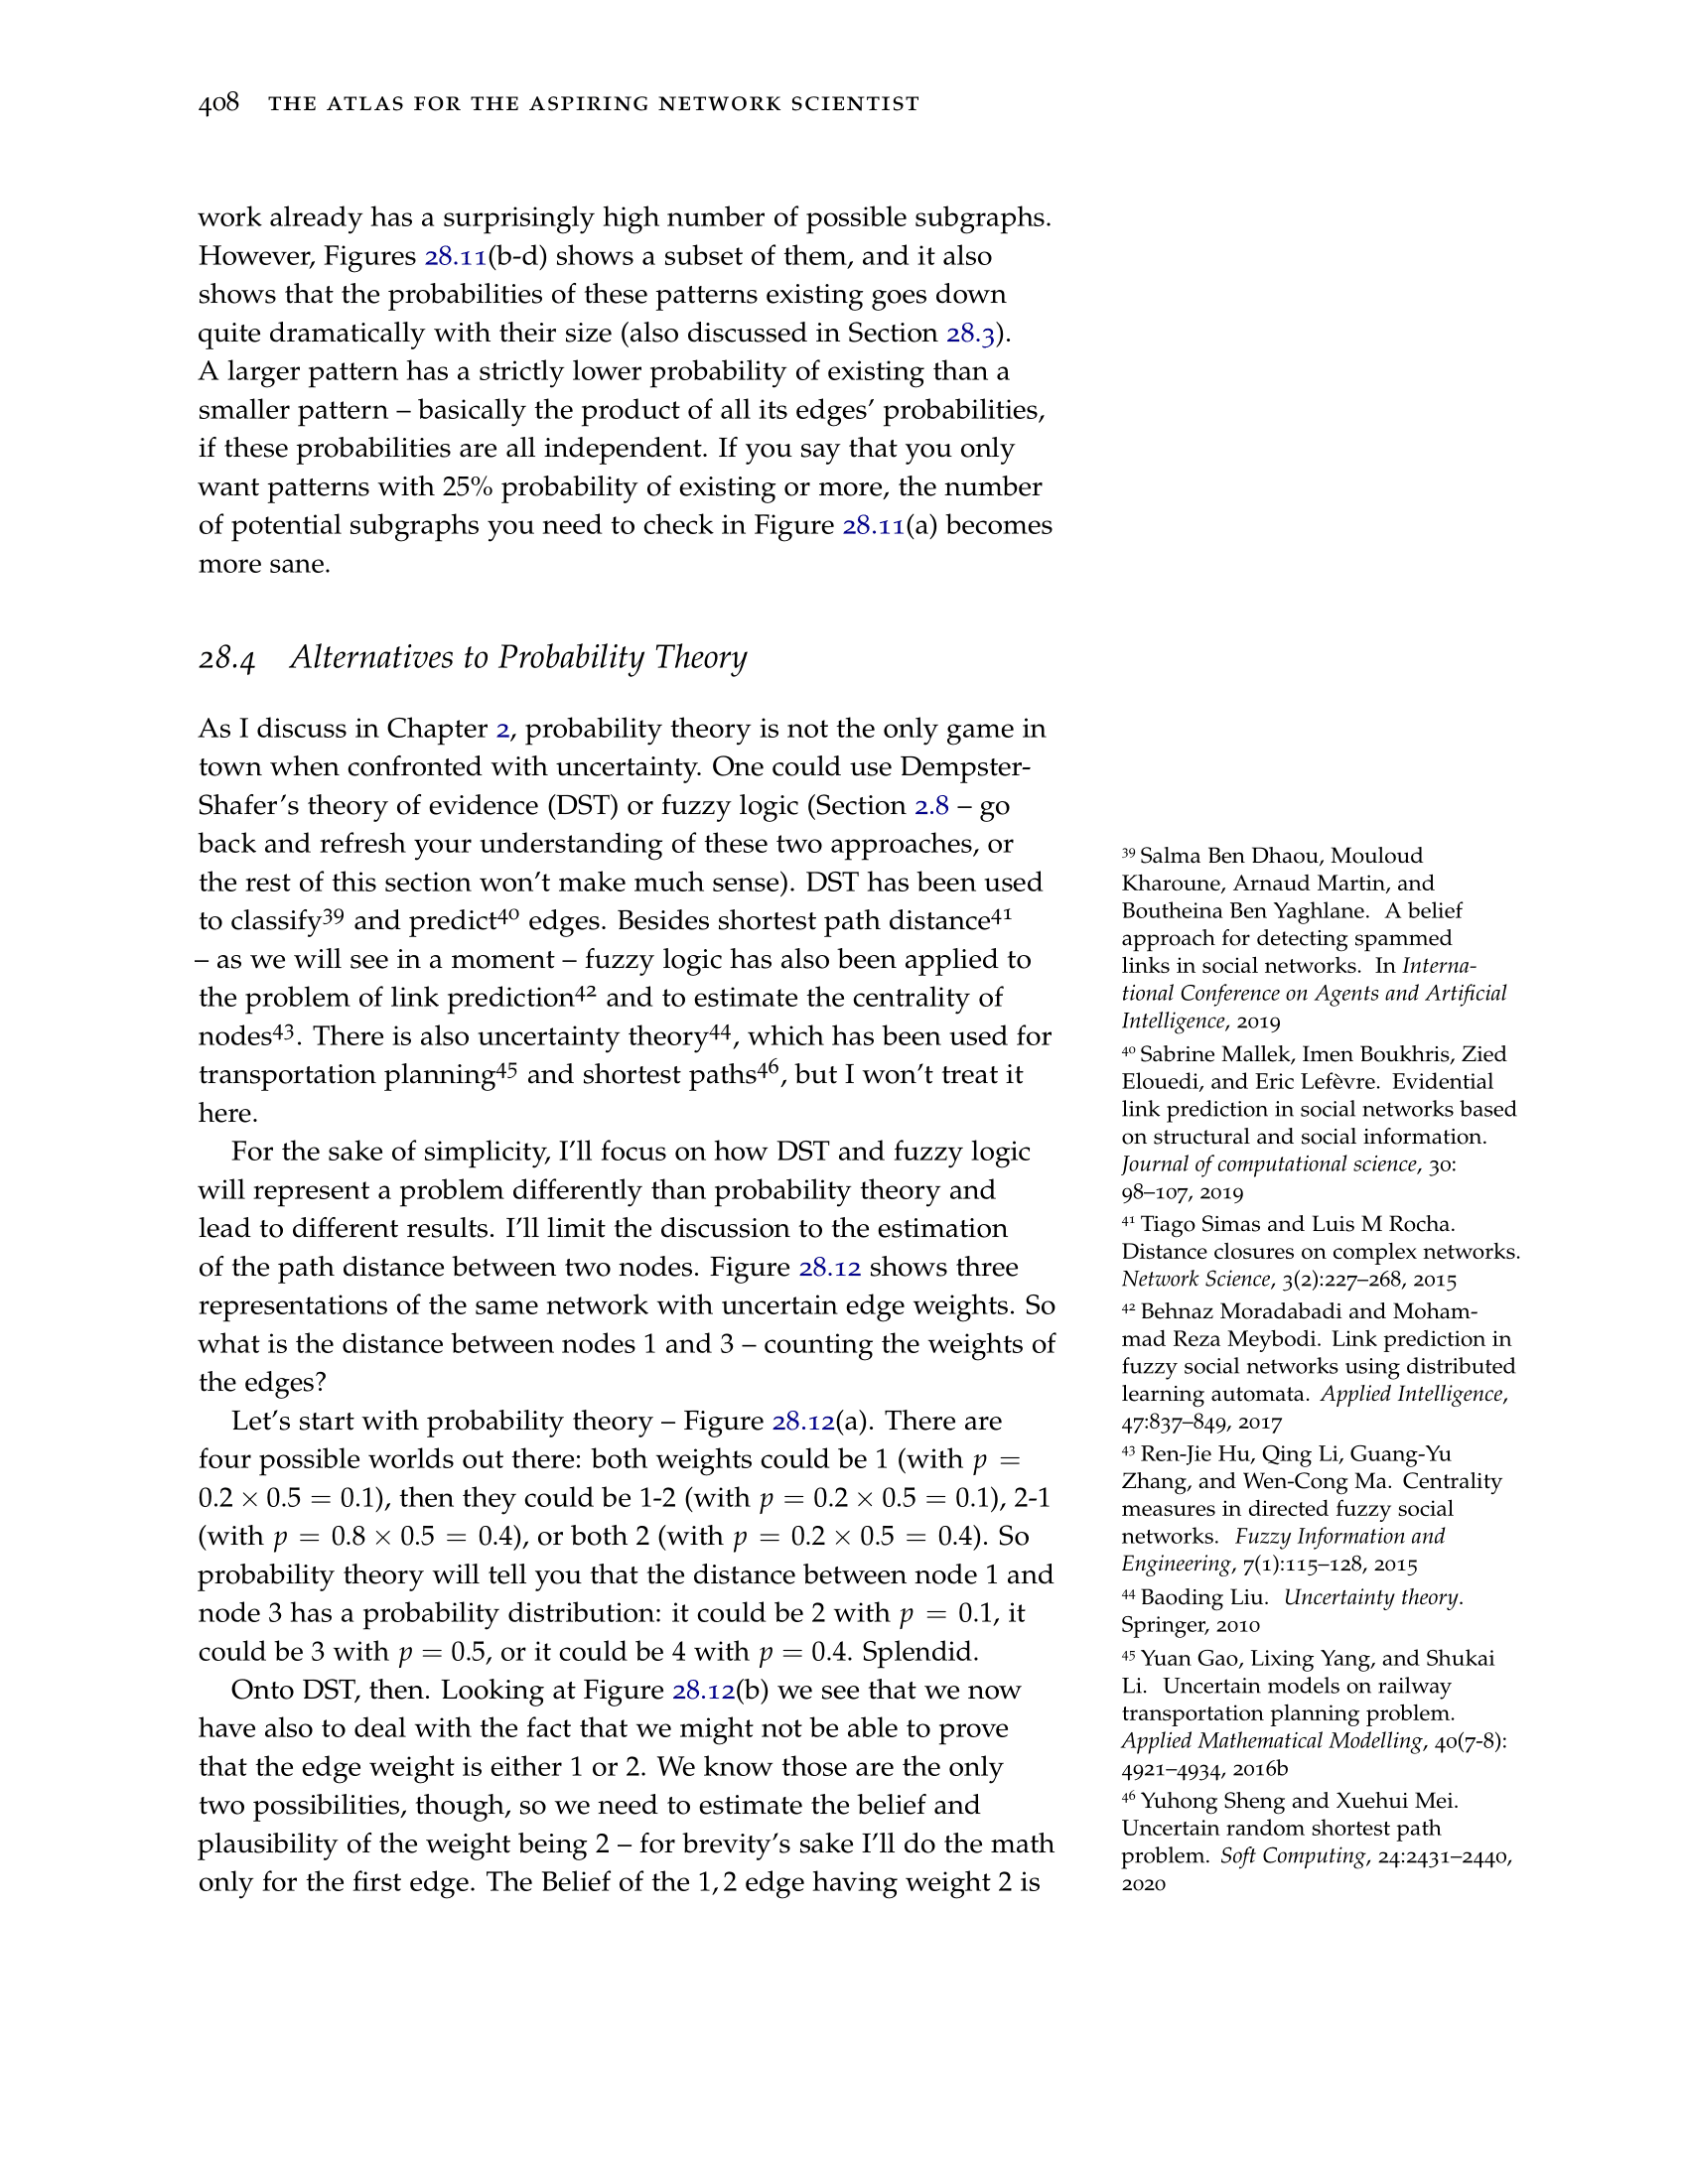 408 THE ATLAS FOR THE ASPIRING NETWORK SCIENTIST
work already has a surprisingly high number of possible subgraphs.
However, Figures 28.11(b-d) shows a subset of them, and it also
shows that the probabilities of these patterns existing goes down
quite dramatically with their size (also discussed in Section 28.3).
A larger pattern has a strictly lower probability of existing than a
smaller pattern – basically the product of all its edges’ probabilities,
if these probabilities are all independent. If you say that you only
want patterns with 25% probability of existing or more, the number
of potential subgraphs you need to check in Figure 28.11(a) becomes
more sane.
28.4 Alternatives to Probability Theory
As I discuss in Chapter 2, probability theory is not the only game in
town when confronted with uncertainty. One could use Dempster-
Shafer’s theory of evidence (DST) or fuzzy logic (Section 2.8 – go
back and refresh your understanding of these two approaches, or
the rest of this section won’t make much sense). DST has been used
to classify³⁹ and predict⁴⁰ edges. Besides shortest path distance⁴¹
– as we will see in a moment – fuzzy logic has also been applied to
the problem of link prediction⁴² and to estimate the centrality of
nodes⁴³. There is also uncertainty theory⁴⁴, which has been used for
transportation planning⁴⁵ and shortest paths⁴⁶, but I won’t treat it
here.
For the sake of simplicity, I’ll focus on how DST and fuzzy logic
will represent a problem differently than probability theory and
lead to different results. I’ll limit the discussion to the estimation
of the path distance between two nodes. Figure 28.12 shows three
representations of the same network with uncertain edge weights. So
what is the distance between nodes 1 and 3 – counting the weights of
the edges?
Let’s start with probability theory – Figure 28.12(a). There are
four possible worlds out there: both weights could be 1 (with p =
0.2 × 0.5 = 0.1), then they could be 1-2 (with p = 0.2 × 0.5 = 0.1), 2-1
(with p = 0.8 × 0.5 = 0.4), or both 2 (with p = 0.2 × 0.5 = 0.4). So
probability theory will tell you that the distance between node 1 and
node 3 has a probability distribution: it could be 2 with p = 0.1, it
could be 3 with p = 0.5, or it could be 4 with p = 0.4. Splendid.
Onto DST, then. Looking at Figure 28.12(b) we see that we now
have also to deal with the fact that we might not be able to prove
that the edge weight is either 1 or 2. We know those are the only
two possibilities, though, so we need to estimate the belief and
plausibility of the weight being 2 – for brevity’s sake I’ll do the math
only for the first edge. The Belief of the 1, 2 edge having weight 2 is
³⁹ Salma Ben Dhaou, Mouloud
Kharoune, Arnaud Martin, and
Boutheina Ben Yaghlane. A belief
approach for detecting spammed
links in social networks. In Interna-
tional Conference on Agents and Artificial
Intelligence, 2019
⁴⁰ Sabrine Mallek, Imen Boukhris, Zied
Elouedi, and Eric Lefèvre. Evidential
link prediction in social networks based
on structural and social information.
Journal of computational science, 30:
98–107, 2019
⁴¹ Tiago Simas and Luis M Rocha.
Distance closures on complex networks.
Network Science, 3(2):227–268, 2015
⁴² Behnaz Moradabadi and Moham-
mad Reza Meybodi. Link prediction in
fuzzy social networks using distributed
learning automata. Applied Intelligence,
47:837–849, 2017
⁴³ Ren-Jie Hu, Qing Li, Guang-Yu
Zhang, and Wen-Cong Ma. Centrality
measures in directed fuzzy social
networks. Fuzzy Information and
Engineering, 7(1):115–128, 2015
⁴⁴ Baoding Liu. Uncertainty theory.
Springer, 2010
⁴⁵ Yuan Gao, Lixing Yang, and Shukai
Li. Uncertain models on railway
transportation planning problem.
Applied Mathematical Modelling, 40(7-8):
4921–4934, 2016b
⁴⁶ Yuhong Sheng and Xuehui Mei.
Uncertain random shortest path
problem. Soft Computing, 24:2431–2440,
2020